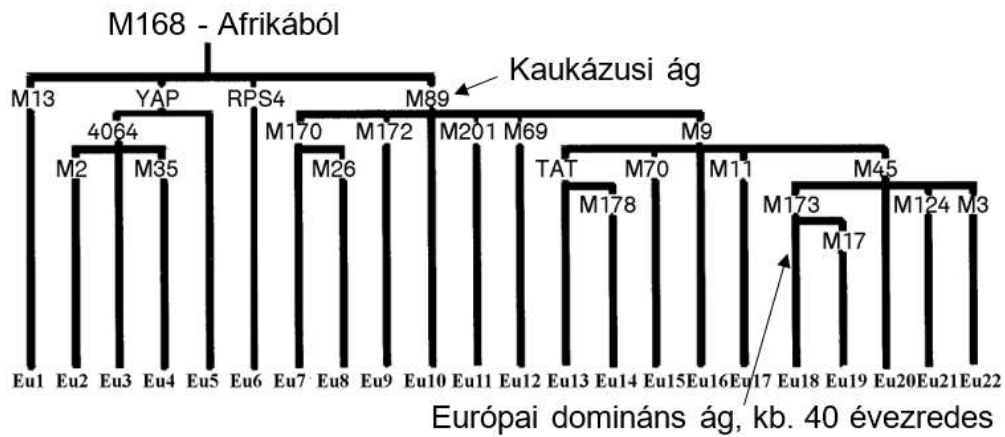 M168 - Afrikából
Kaukázusi ág
M13 YAP RPS4 M89
4064 M170 M172 M201 M69 M9
M2 M35 M26 TAT M70 M11 M45
M178 M173 M124 M3
M17
Eu1 Eu2 Eu3 Eu4 Eu5 Eu6 Eu7 Eu8 Eu9 Eu10 Eu11 Eu12 Eu13 Eu14 Eu15 Eu16 Eu17 Eu18 Eu19 Eu20 Eu21 Eu22
Európai domináns ág, kb. 40 évezredes